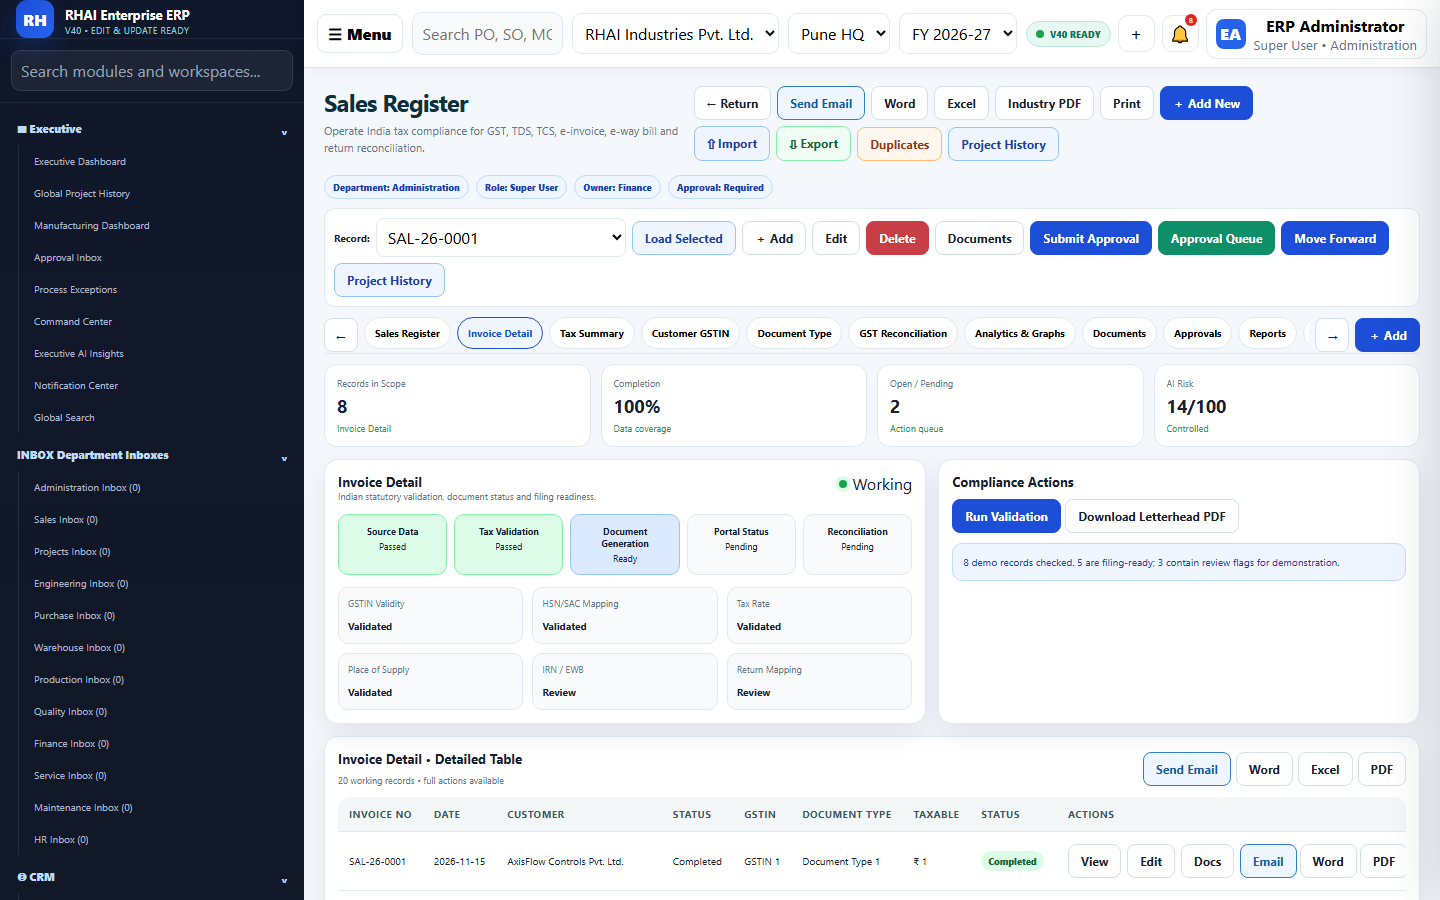 RH
RHAI Enterprise ERP
V40 • EDIT & UPDATE READY
Search modules and workspaces...
Executive
Executive Dashboard
Global Project History
Manufacturing Dashboard
Approval Inbox
Process Exceptions
Command Center
Executive AI Insights
Notification Center
Global Search
INBOX Department Inboxes
Administration Inbox (0)
Sales Inbox (0)
Projects Inbox (0)
Engineering Inbox (0)
Purchase Inbox (0)
Warehouse Inbox (0)
Production Inbox (0)
Quality Inbox (0)
Finance Inbox (0)
Service Inbox (0)
Maintenance Inbox (0)
HR Inbox (0)
CRM
☰ Menu
Search PO, SO, MC
RHAI Industries Pvt. Ltd.
Pune HQ
FY 2026-27
V40 READY
+
8
EA
ERP Administrator
Super User • Administration
Sales Register
Operate India tax compliance for GST, TDS, TCS, e-invoice, e-way bill and
return reconciliation.
← Return
Send Email
Word
Excel
Industry PDF
Print
+ Add New
⇧ Import
⇩ Export
Duplicates
Project History
Department: Administration
Role: Super User
Owner: Finance
Approval: Required
Record:
SAL-26-0001
Load Selected
+ Add
Edit
Delete
Documents
Submit Approval
Approval Queue
Move Forward
Project History
←
Sales Register
Invoice Detail
Tax Summary
Customer GSTIN
Document Type
GST Reconciliation
Analytics & Graphs
Documents
Approvals
Reports
→
+ Add
Records in Scope
8
Invoice Detail
Completion
100%
Data coverage
Open / Pending
2
Action queue
AI Risk
14/100
Controlled
Invoice Detail
Indian statutory validation, document status and filing readiness.
Working
Source Data
Passed
Tax Validation
Passed
Document
Generation
Ready
Portal Status
Pending
Reconciliation
Pending
GSTIN Validity
Validated
HSN/SAC Mapping
Validated
Tax Rate
Validated
Place of Supply
Validated
IRN / EWB
Review
Return Mapping
Review
Compliance Actions
Run Validation
Download Letterhead PDF
8 demo records checked. 5 are filing-ready; 3 contain review flags for demonstration.
Invoice Detail • Detailed Table
20 working records • full actions available
Send Email
Word
Excel
PDF
INVOICE NO DATE CUSTOMER STATUS GSTIN DOCUMENT TYPE TAXABLE STATUS ACTIONS
SAL-26-0001 2026-11-15 AxisFlow Controls Pvt. Ltd. Completed GSTIN 1 Document Type 1 ₹ 1 Completed View Edit Docs Email Word PDF